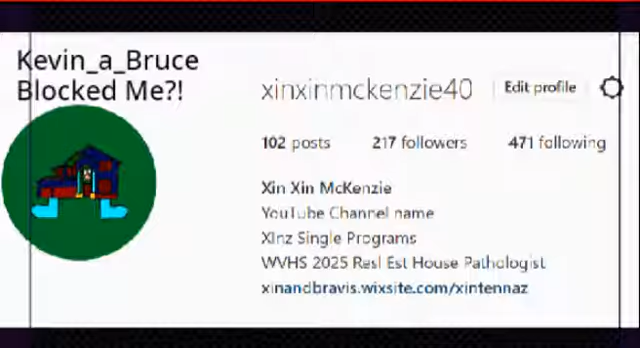 Kevin_a_Bruce
Blocked Me?!
xinxinmckenzie40 Edit profile
102 posts 217 followers 471 following
Xin Xin McKenzie
YouTube Channel name
XInz Single Programs
WVHS 2025 Resl Est House Pathologist
xinandbravis.wixsite.com/xintennaz